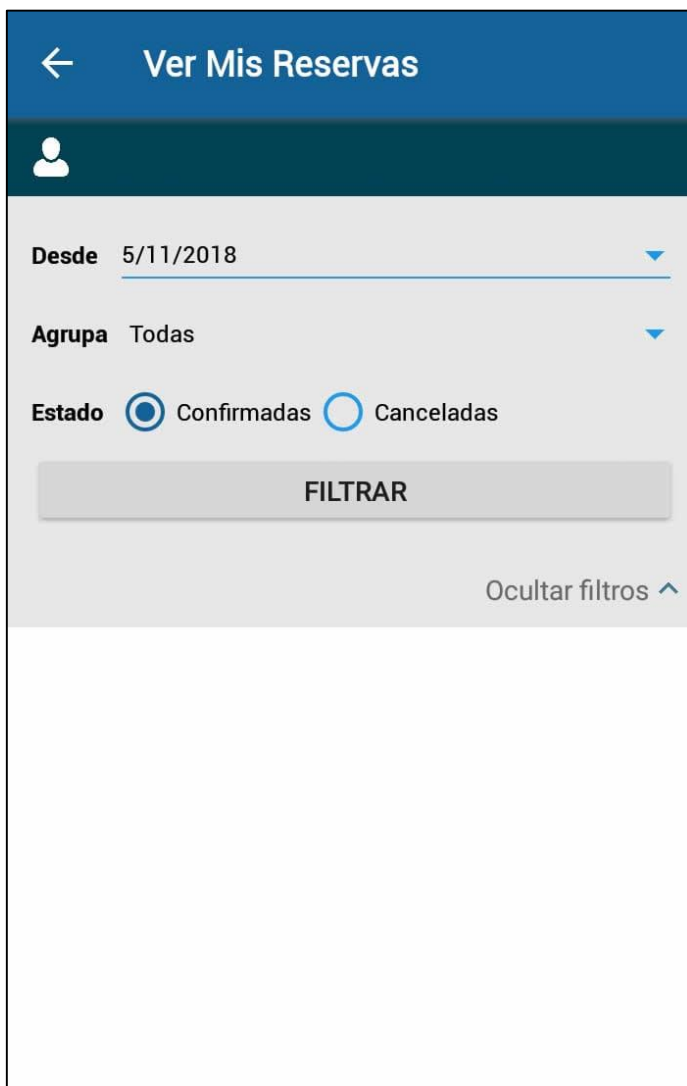 Ver Mis Reservas
Desde 5/11/2018
Agrupa Todas
Estado Confirmadas Canceladas
FILTRAR
Ocultar filtros